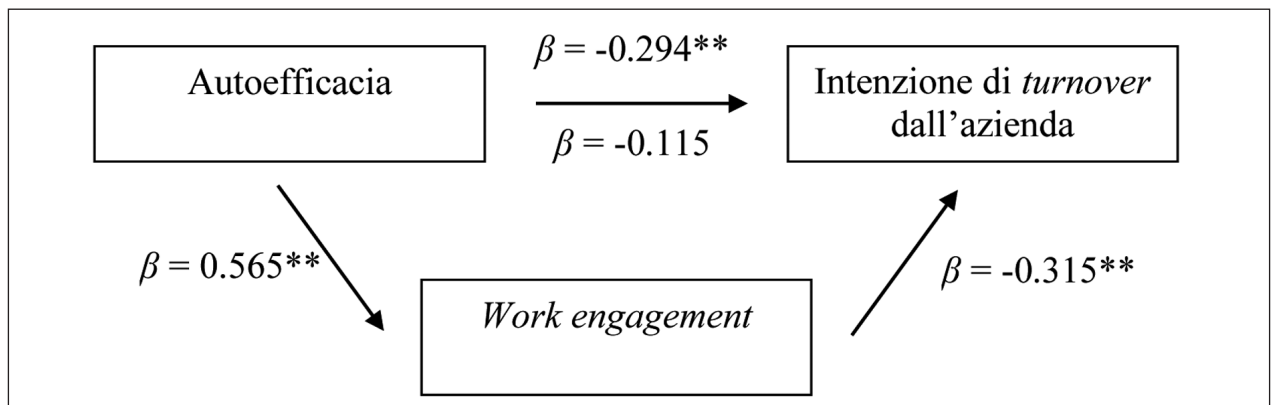 β = -0.294**
Autoefficacia
Intenzione di turnover
dall’azienda
β = -0.115
β = 0.565**
β = -0.315**
Work engagement